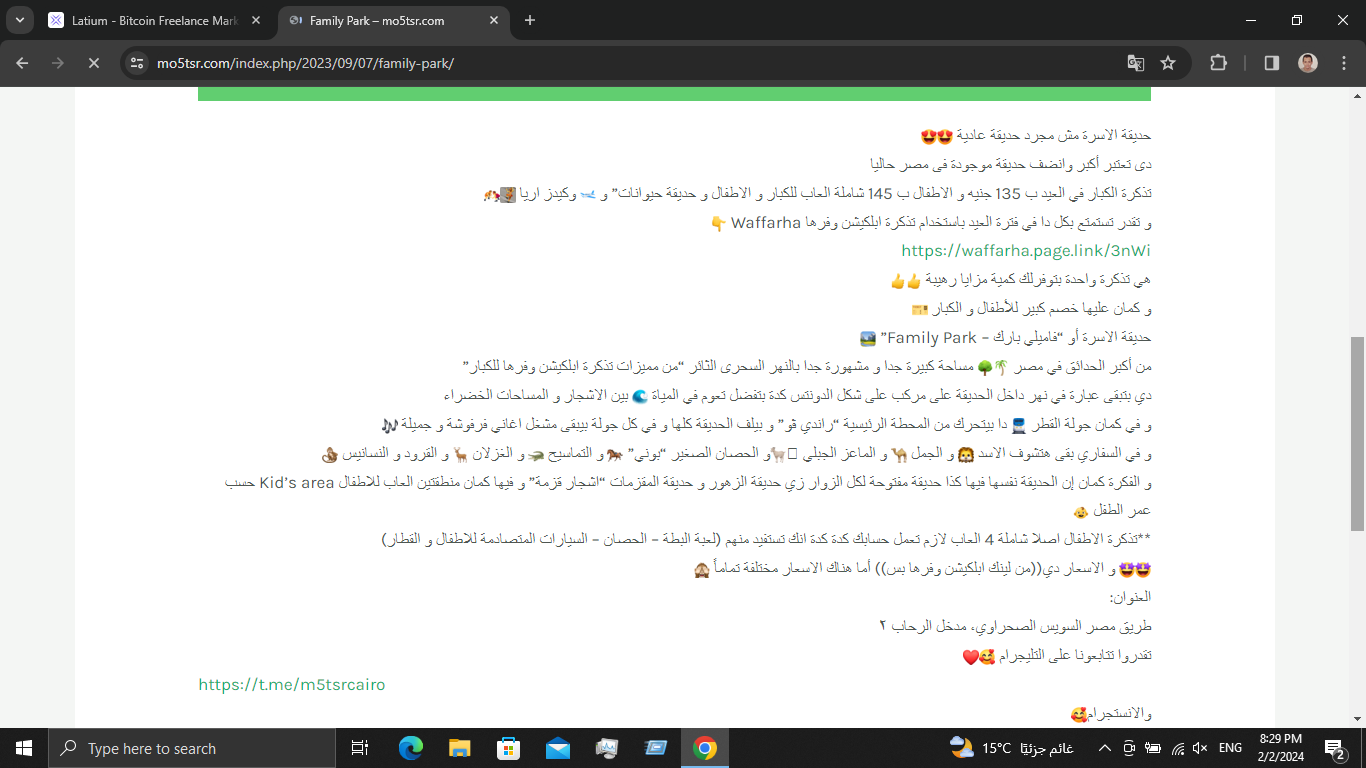 Latium - Bitcoin Freelance Mark
Family Park – mo5tsr.com
mo5tsr.com/index.php/2023/09/07/family-park/
حديقة الاسرة مش مجرد حديقة عادية 😍😍
دى تعتبر أكبر وانضف حديقة موجودة فى مصر حاليا
تذكرة الكبار في العيد ب 135 جنيه و الاطفال ب 145 شاملة العاب للكبار و الاطفال و حديقة حيوانات” و 🛫 وكيدز اريا
و تقدر تستمتع بكل دا في فترة العيد باستخدام تذكرة ابلكيشن وفرها Waffarha 👇
https://waffarha.page.link/3nWi
هي تذكرة واحدة بتوفرلك كمية مزايا رهيبة 👍👍
و كمان عليها خصم كبير للأطفال و الكبار 🎫
حديقة الاسرة أو “فاميلي بارك – Family Park” 🏞️
من أكبر الحدائق في مصر 🌴🌳 مساحة كبيرة جدا و مشهورة جدا بالنهر السحرى الثائر “من مميزات تذكرة ابلكيشن وفرها للكبار”
دي بتبقى عبارة في نهر داخل الحديقة على مركب على شكل الدونتس كدة بتفضل تعوم في المياة 🌊 بين الاشجار و المساحات الخضراء
و في كمان جولة القطر 🚆 دا بيتحرك من المحطة الرئيسية “راندي ڤو” و بيلف الحديقة كلها و في كل جولة بيبقى مشغل اغاني فرفوشة و جميلة 🎶
و في السفاري بقى هتشوف الاسد 🦁 و الجمل 🐪 و الماعز الجبلي 🐐و الحصان الصغير “بوني” 🐎و التماسيح 🐊 و الغزلان 🦌 و القرود و النسانيس 🐒
و الفكرة كمان إن الحديقة نفسها فيها كذا حديقة مفتوحة لكل الزوار زي حديقة الزهور و حديقة المقزمات “اشجار قزمة” و فيها كمان منطقتين العاب للاطفال Kid’s area حسب
عمر الطفل 👶
**تذكرة الاطفال اصلا شاملة 4 العاب لازم تعمل حسابك كدة كدة انك تستفيد منهم (لعبة البطة – الحصان – السيارات المتصادمة للاطفال و القطار)
🤩🤩 و الاسعار دي((من لينك ابلكيشن وفرها بس)) أما هناك الاسعار مختلفة تماماً 🙈
العنوان:
طريق مصر السويس الصحراوي، مدخل الرحاب ٢
تقدروا تتابعونا على التليجرام 🥰❤️
https://t.me/m5tsrcairo
والانستجرام🥰
Type here to search
15°C غائم جزئيًا
ENG
8:29 PM
2/2/2024
2